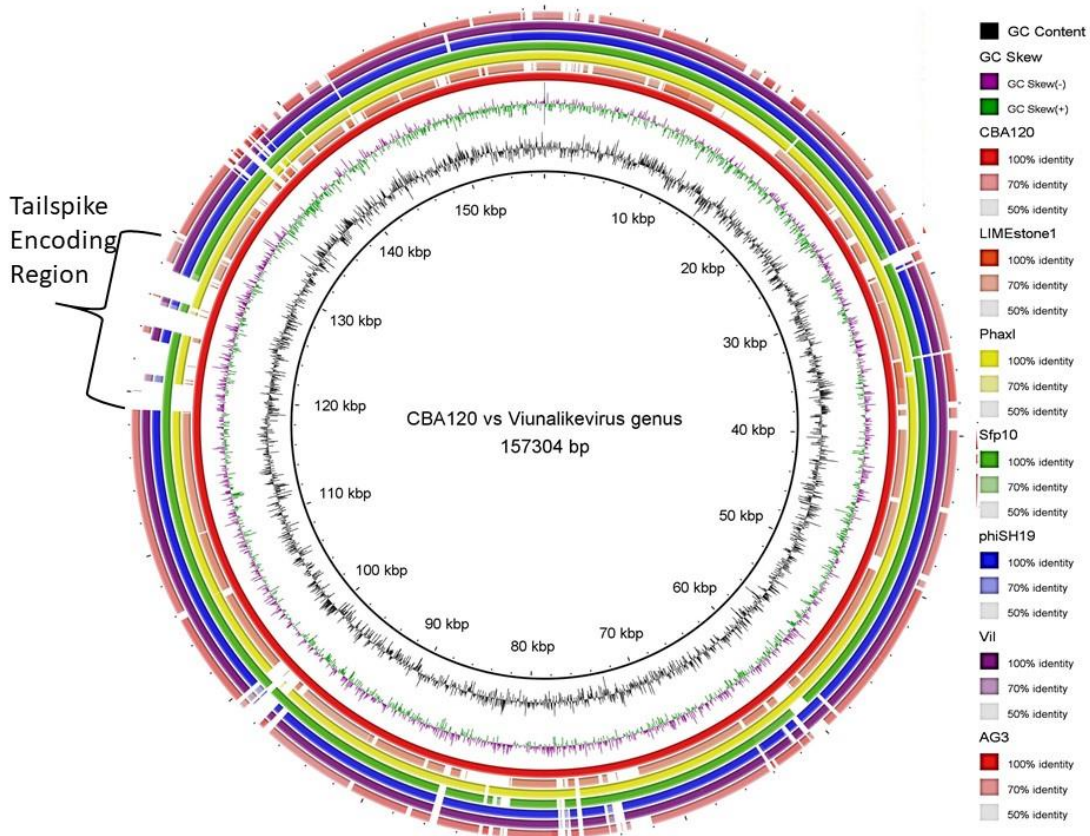 Tailspike
Encoding
Region
CBA120 vs Viunalikevirus genus
157304 bp
10 kbp
20 kbp
30 kbp
40 kbp
50 kbp
60 kbp
70 kbp
80 kbp
90 kbp
100 kbp
110 kbp
120 kbp
130 kbp
140 kbp
150 kbp
GC Content
GC Skew
GC Skew(-)
GC Skew(+)
CBA120
100% identity
70% identity
50% identity
LIMEstone1
100% identity
70% identity
50% identity
PhaxI
100% identity
70% identity
50% identity
Sfp10
100% identity
70% identity
50% identity
phiSH19
100% identity
70% identity
50% identity
ViI
100% identity
70% identity
50% identity
AG3
100% identity
70% identity
50% identity